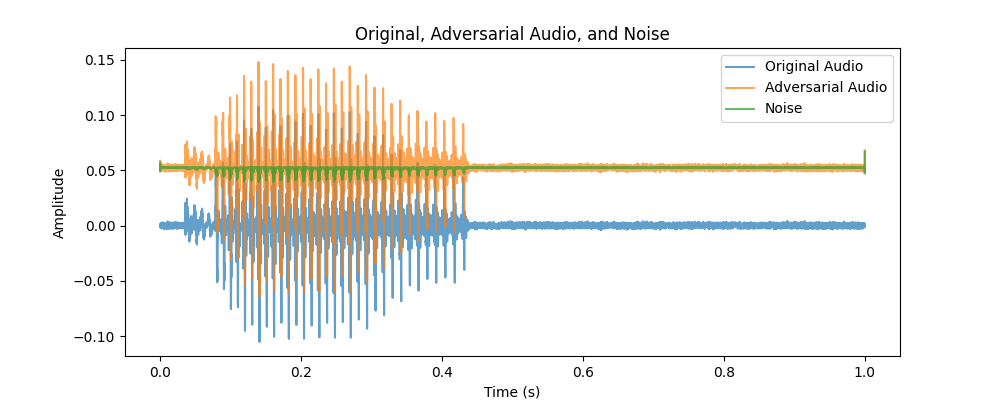 Original, Adversarial Audio, and Noise
Original Audio
Adversarial Audio
Noise
Amplitude
0.15
0.10
0.05
0.00
−0.05
−0.10
0.0 0.2 0.4 0.6 0.8 1.0
Time (s)